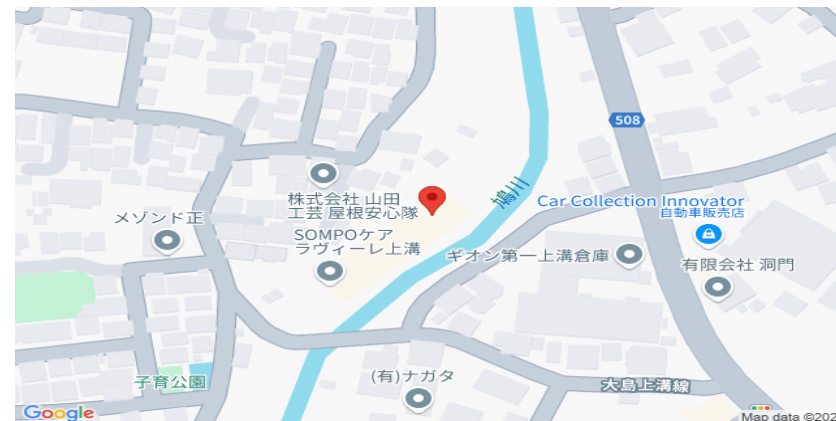 508
株式会社 山田
工芸 屋根安心隊
鳩川
Car Collection Innovator
自動車販売店
メゾンド正
SOMPOケア
ラヴィーレ上溝
ギオン第一上溝倉庫
有限会社 洞門
子育公園
(有)ナガタ
大島上溝線
Google
Map data ©202